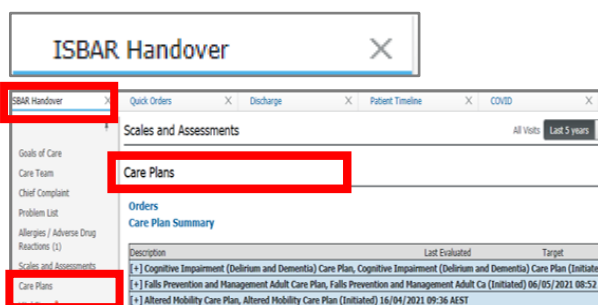 ISBAR Handover
SBAR Handover
Quick Orders
Discharge
Patient Timeline
COVID
Scales and Assessments
All Visits
Last 5 years
Goals of Care
Care Team
Chief Complaint
Problem List
Allergies / Adverse Drug
Reactions (1)
Scales and Assessments
Care Plans
Care Plans
Orders
Care Plan Summary
Description
Last Evaluated
Target
[+] Cognitive Impairment (Delirium and Dementia) Care Plan, Cognitive Impairment (Delirium and Dementia) Care Plan (Initiate
[+] Falls Prevention and Management Adult Care Plan, Falls Prevention and Management Adult Ca (Initiated) 06/05/2021 08:52
[+] Altered Mobility Care Plan, Altered Mobility Care Plan (Initiated) 16/04/2021 09:36 AEST